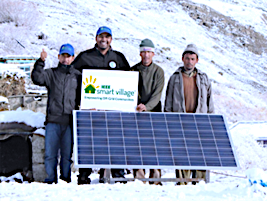 IEEE
smart village
Empowering Off-Grid Communities